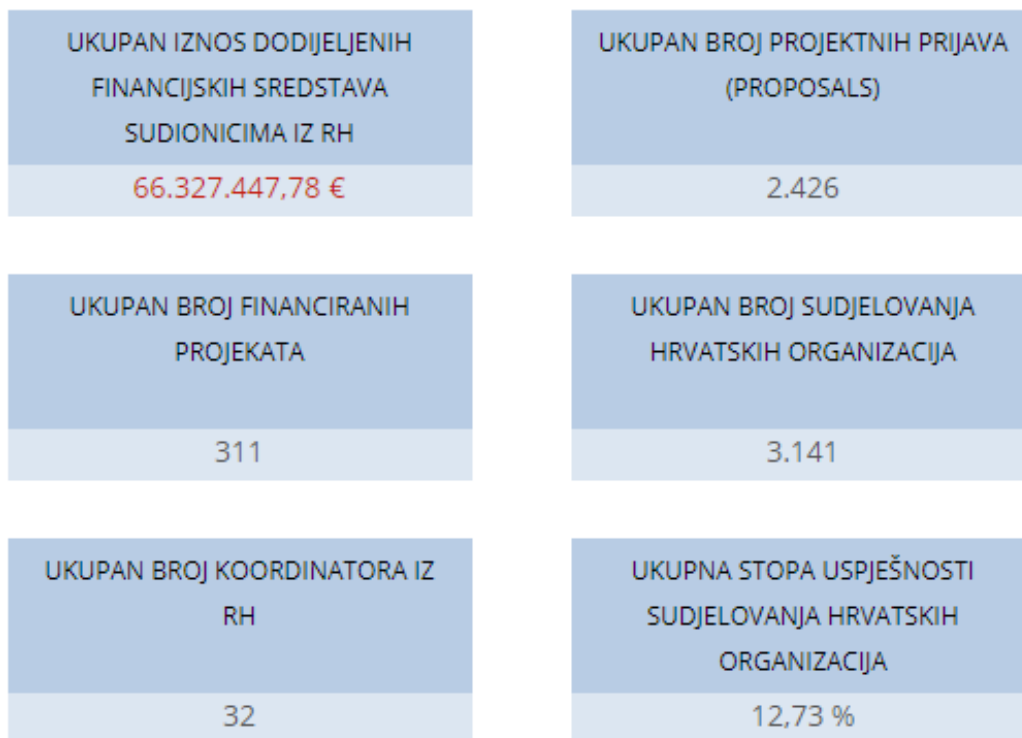 UKUPAN IZNOS DODIJELJENIH
FINANCIJSKIH SREDSTAVA
SUDIONICIMA IZ RH
66.327.447,78 €
UKUPAN BROJ PROJEKTNIH PRIJAVA
(PROPOSALS)
2.426
UKUPAN BROJ FINANCIRANIH
PROJEKATA
311
UKUPAN BROJ SUDJELOVANJA
HRVATSKIH ORGANIZACIJA
3.141
UKUPAN BROJ KOORDINATORA IZ
RH
32
UKUPNA STOPA USPJEŠNOSTI
SUDJELOVANJA HRVATSKIH
ORGANIZACIJA
12,73 %